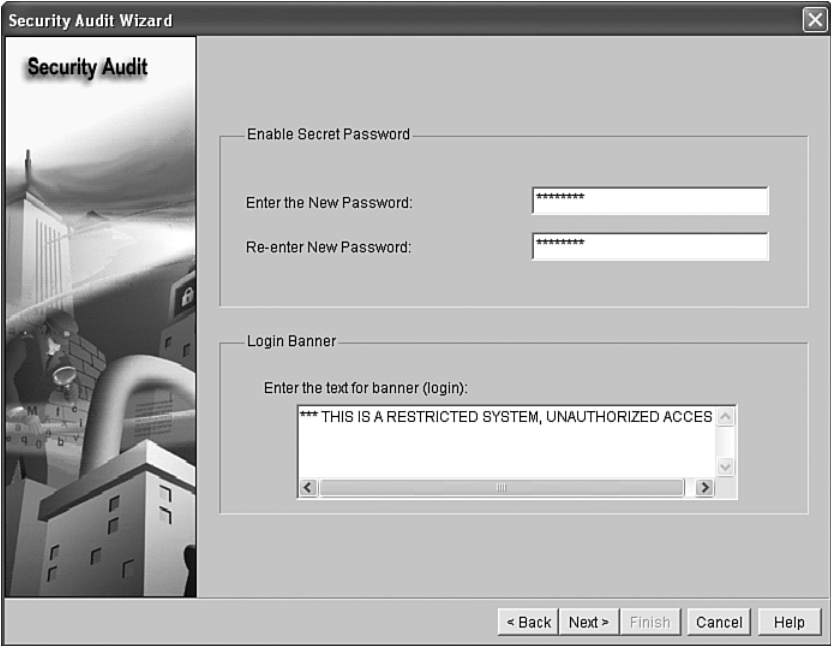 Security Audit Wizard
Security Audit
Enable Secret Password
Enter the New Password:
********
Re-enter New Password:
********
Login Banner
Enter the text for banner (login):
*** THIS IS A RESTRICTED SYSTEM, UNAUTHORIZED ACCES
< Back Next > Finish Cancel Help